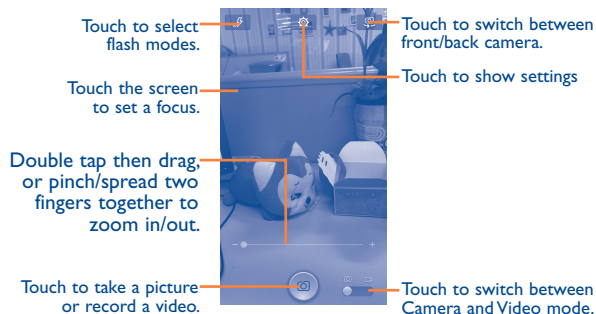 Touch to select
flash modes.
Touch the screen
to set a focus.
Double tap then drag,
or pinch/spread two
fingers together to
zoom in/out.
Touch to take a picture
or record a video.
Touch to switch between
front/back camera.
Touch to show settings
Touch to switch between
Camera and Video mode.